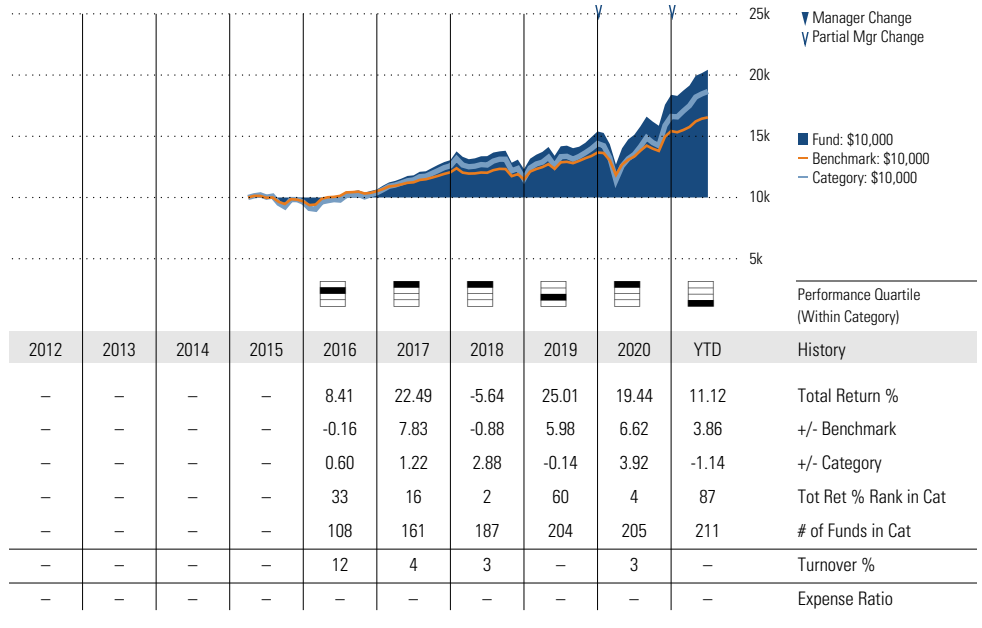 25k
Manager Change
Partial Mgr Change
20k
15k
Fund: $10,000
Benchmark: $10,000
Category: $10,000
10k
5k
Performance Quartile
(Within Category)
2012 2013 2014 2015 2016 2017 2018 2019 2020 YTD History
– – – – 8.41 22.49 -5.64 25.01 19.44 11.12 Total Return %
– – – – -0.16 7.83 -0.88 5.98 6.62 3.86 +/- Benchmark
– – – – 0.60 1.22 2.88 -0.14 3.92 -1.14 +/- Category
– – – – 33 16 2 60 4 87 Tot Ret % Rank in Cat
– – – – 108 161 187 204 205 211 # of Funds in Cat
– – – – 12 4 3 – 3 – Turnover %
– – – – – – – – – – Expense Ratio